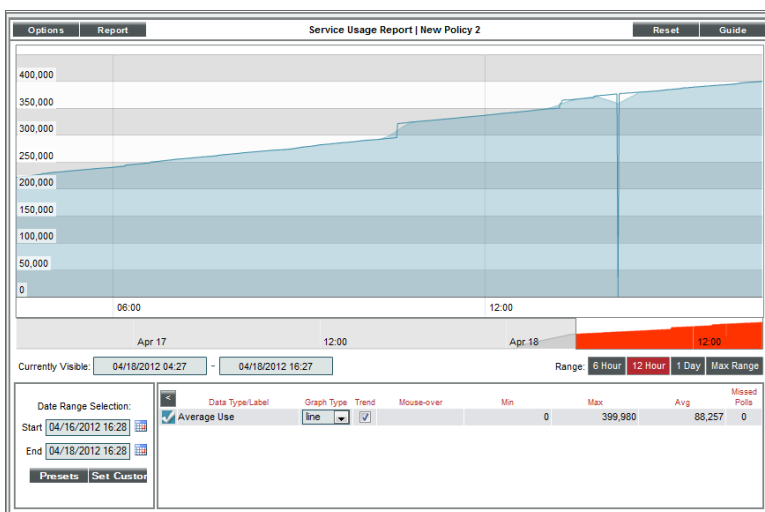 Options Report Service Usage Report | New Policy 2 Reset Guide
400,000
350,000
300,000
250,000
200,000
150,000
100,000
50,000
0
06:00 12:00
Apr 17 12:00 Apr 18 12:00
Currently Visible: 04/18/2012 04:27 - 04/18/2012 16:27 Range: 6 Hour 12 Hour 1 Day Max Range
Date Range Selection:
Start 04/16/2012 16:28
End 04/18/2012 16:28
Presets Set Custor
< Data Type/Label Graph Type Trend Mouse-over Min Max Avg Missed Polls
Average Use line 0 399,980 88,257 0